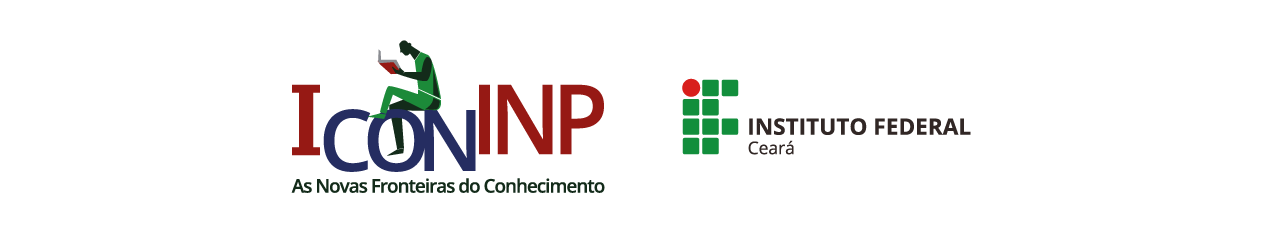 ICONINP
As Novas Fronteiras do Conhecimento
INSTITUTO FEDERAL
Ceará